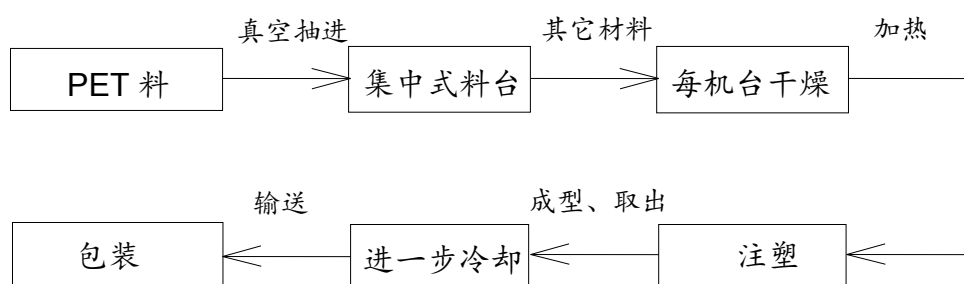 真空抽进
其它材料
加热
PET 料
集中式料台
每机台干燥
输送
成型、取出
包装
进一步冷却
注塑